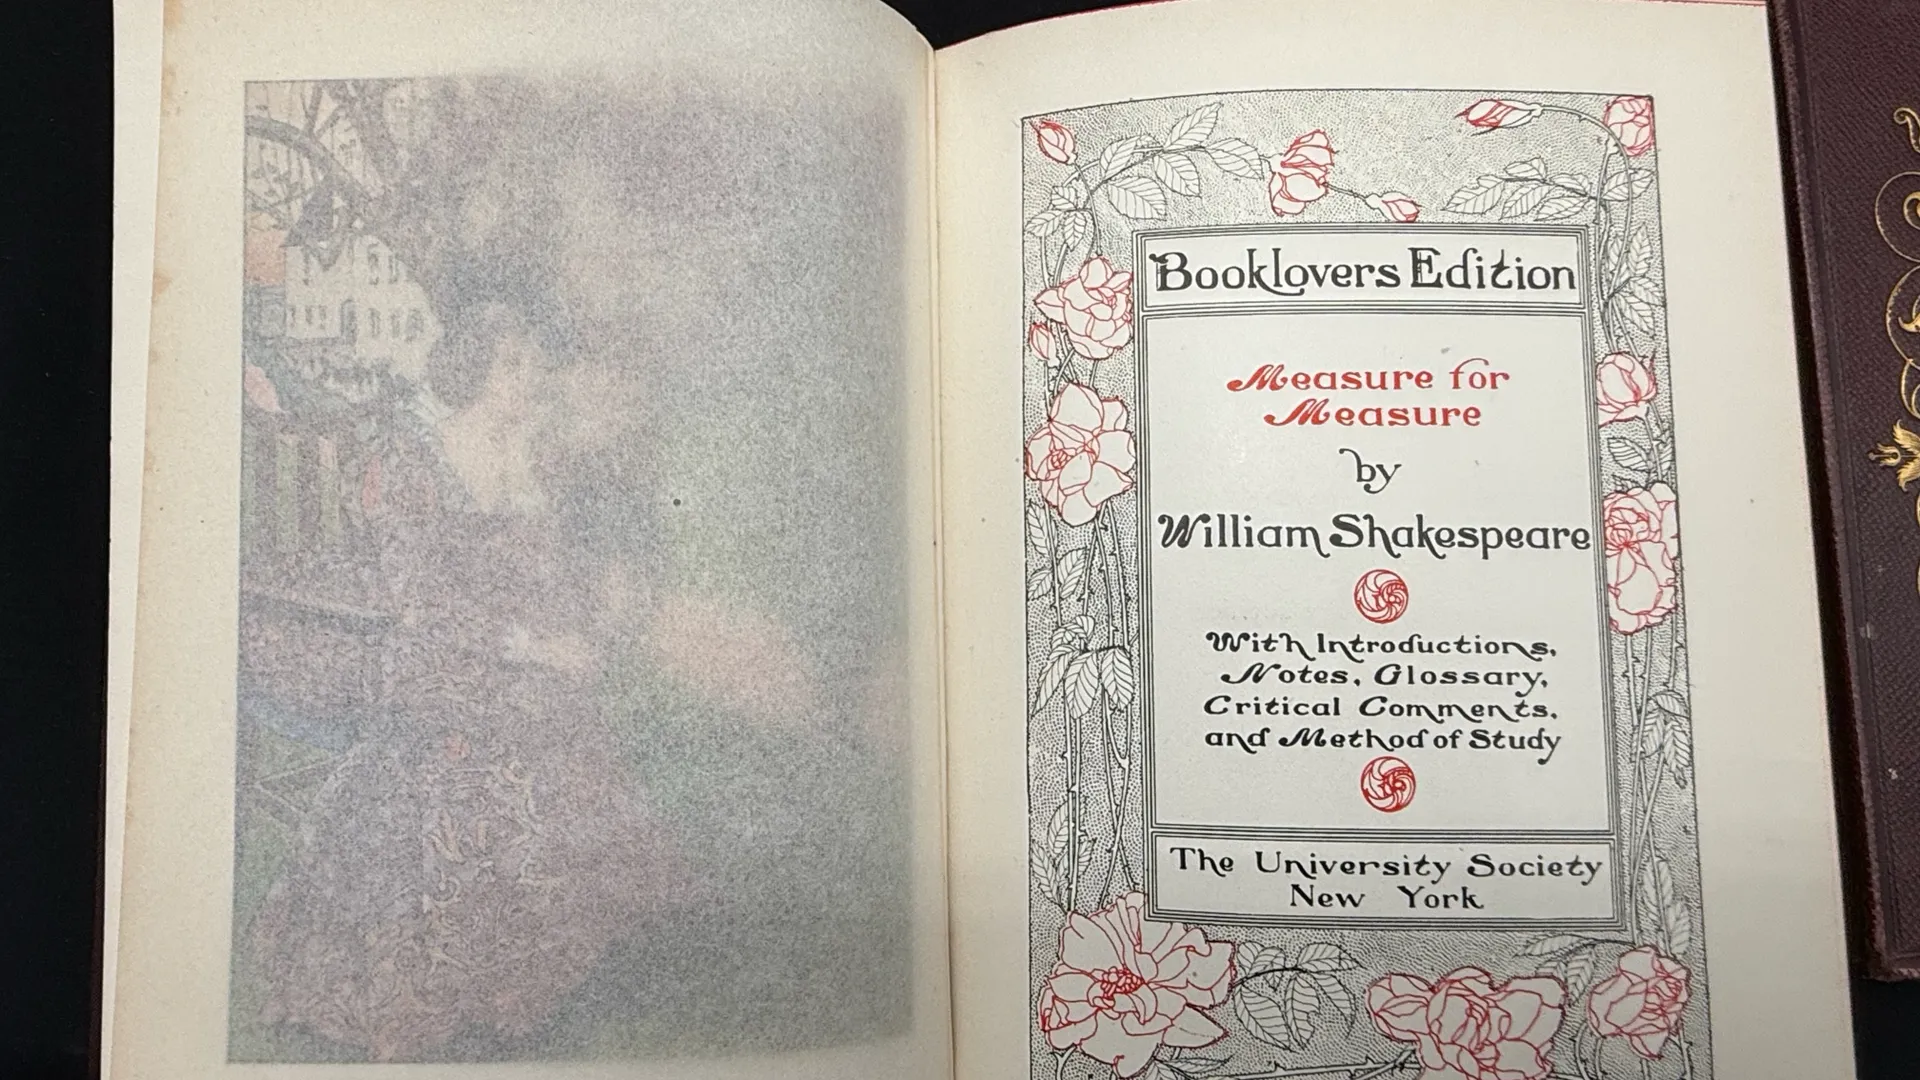 Booklovers Edition
Measure for
Measure
by
William Shakespeare
With Introductions,
Notes, Glossary,
Critical Comments,
and Method of Study
The University Society
New York